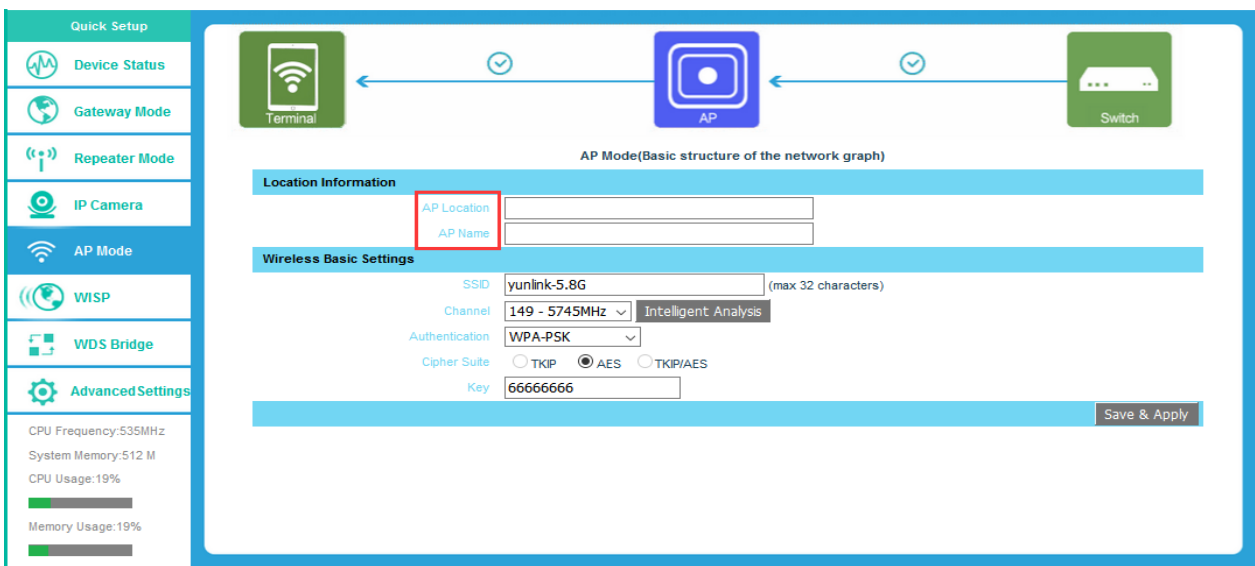 Quick Setup
Device Status
Gateway Mode
Repeater Mode
IP Camera
AP Mode
WISP
WDS Bridge
Advanced Settings
CPU Frequency:535MHz
System Memory:512 M
CPU Usage:19%
Memory Usage:19%
Terminal
AP
Switch
AP Mode(Basic structure of the network graph)
Location Information
AP Location
AP Name
Wireless Basic Settings
SSID yunlink-5.8G (max 32 characters)
Channel 149 - 5745MHz Intelligent Analysis
Authentication WPA-PSK
Cipher Suite TKIP AES TKIP/AES
Key 66666666
Save & Apply